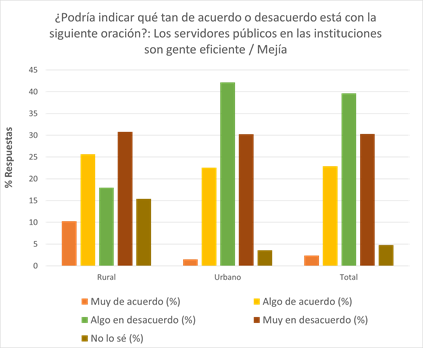 ¿Podría indicar qué tan de acuerdo o desacuerdo está con la
siguiente oración?: Los servidores públicos en las instituciones
son gente eficiente / Mejía
% Respuestas
45
40
35
30
25
20
15
10
5
0
Rural
Urbano
Total
Muy de acuerdo (%)
Algo de acuerdo (%)
Algo en desacuerdo (%)
Muy en desacuerdo (%)
No lo sé (%)